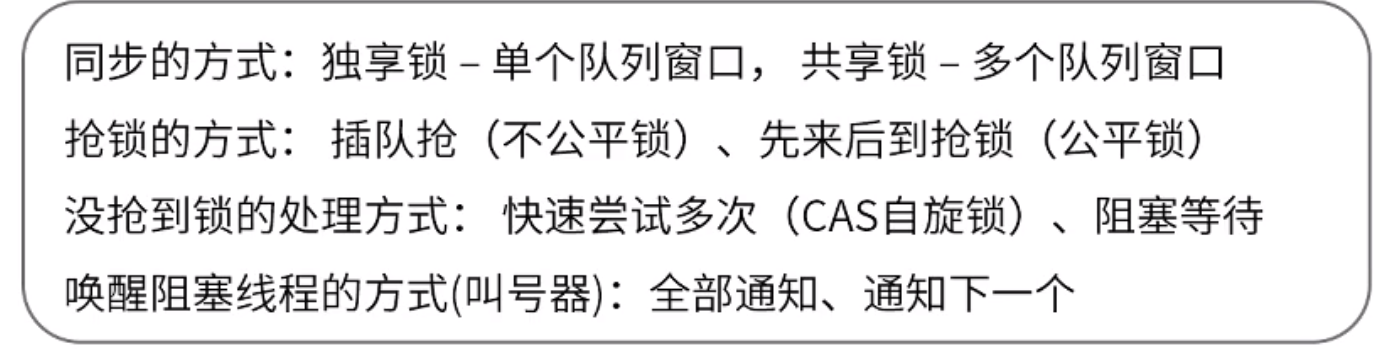 同步的方式：独享锁 – 单个队列窗口， 共享锁 – 多个队列窗口
抢锁的方式： 插队抢（不公平锁）、先来后到抢锁（公平锁）
没抢到锁的处理方式： 快速尝试多次（CAS自旋锁）、阻塞等待
唤醒阻塞线程的方式(叫号器)：全部通知、通知下一个